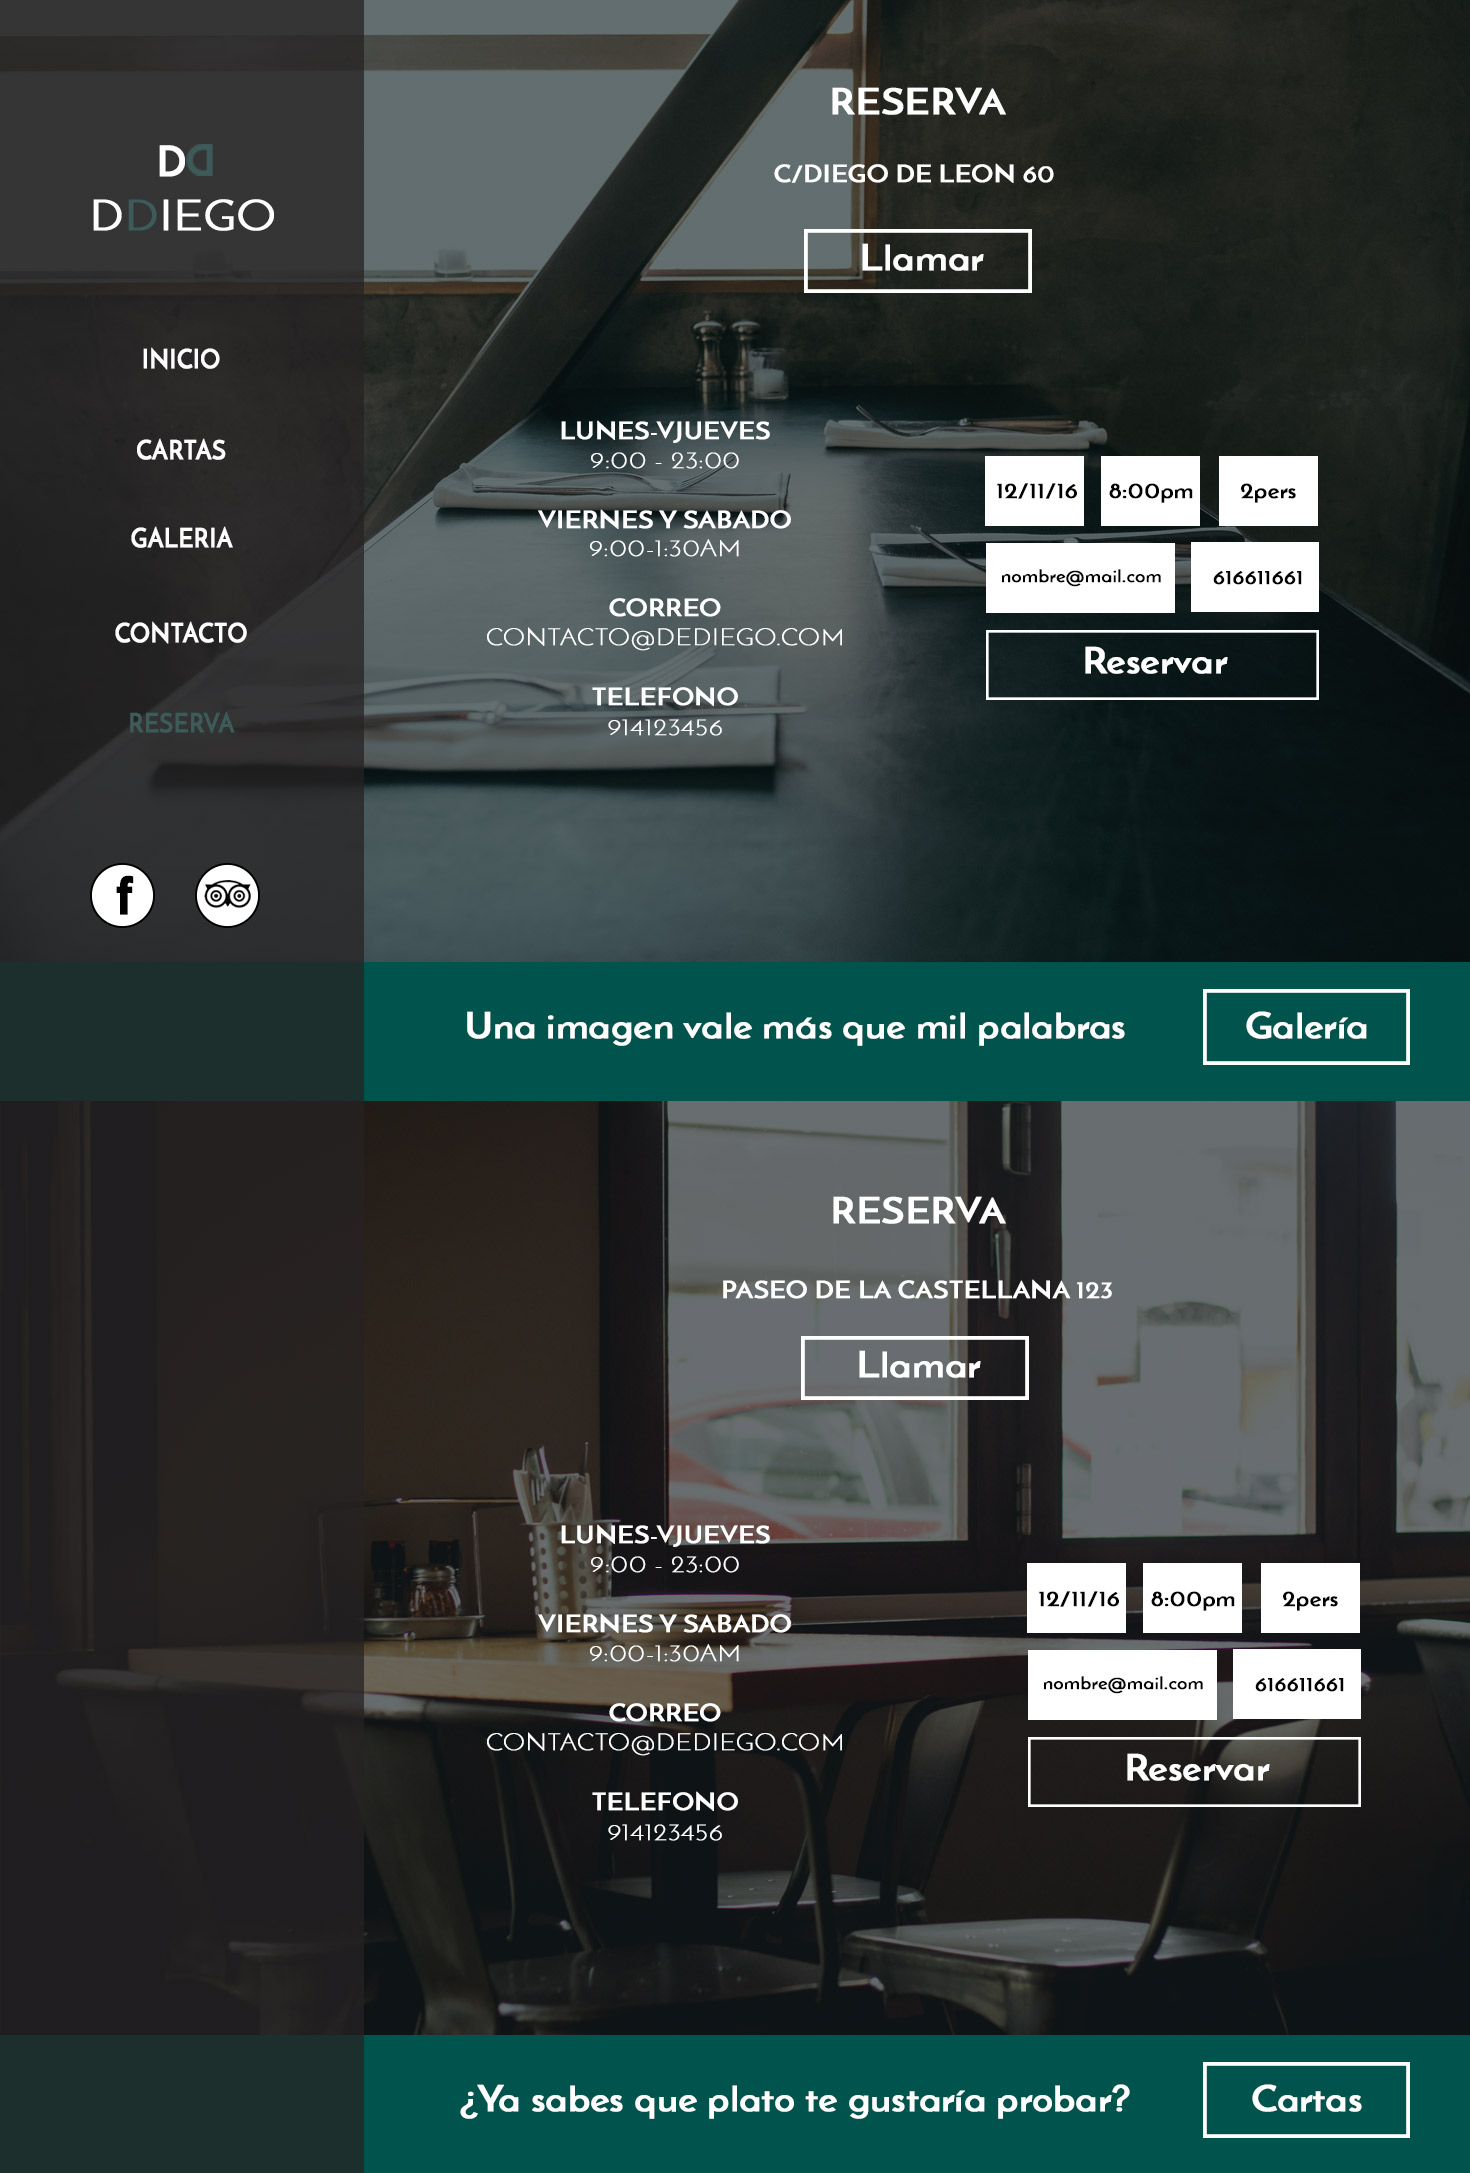 DD
DDIEGO
INICIO
CARTAS
GALERIA
CONTACTO
RESERVA
f
RESERVA
C/DIEGO DE LEON 60
Llamar
LUNES-VJUEVES
9:00 - 23:00
VIERNES Y SABADO
9:00-1:30AM
CORREO
CONTACTO@DEDIEGO.COM
TELEFONO
914123456
12/11/16 8:00pm 2pers
nombre@mail.com 616611661
Reservar
Una imagen vale más que mil palabras Galería
RESERVA
PASEO DE LA CASTELLANA 123
Llamar
LUNES-VJUEVES
9:00 - 23:00
VIERNES Y SABADO
9:00-1:30AM
CORREO
CONTACTO@DEDIEGO.COM
TELEFONO
914123456
12/11/16 8:00pm 2pers
nombre@mail.com 616611661
Reservar
¿Ya sabes que plato te gustaría probar? Cartas